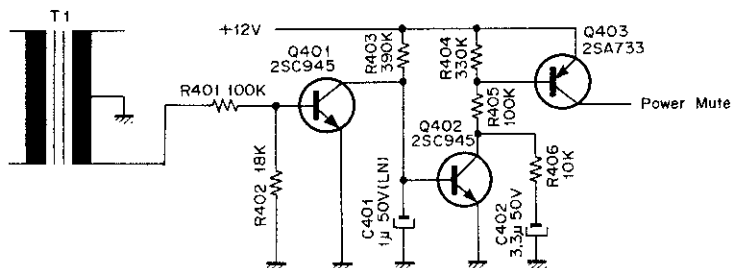 T1
+12V
R401 100K
R402 18K
Q401
2SC945
R403
390K
C401
1μ 50V(LN)
Q402
2SC945
R404
330K
R405
100K
R406
10K
C402
3.3μ 50V
Q403
2SA733
Power Mute